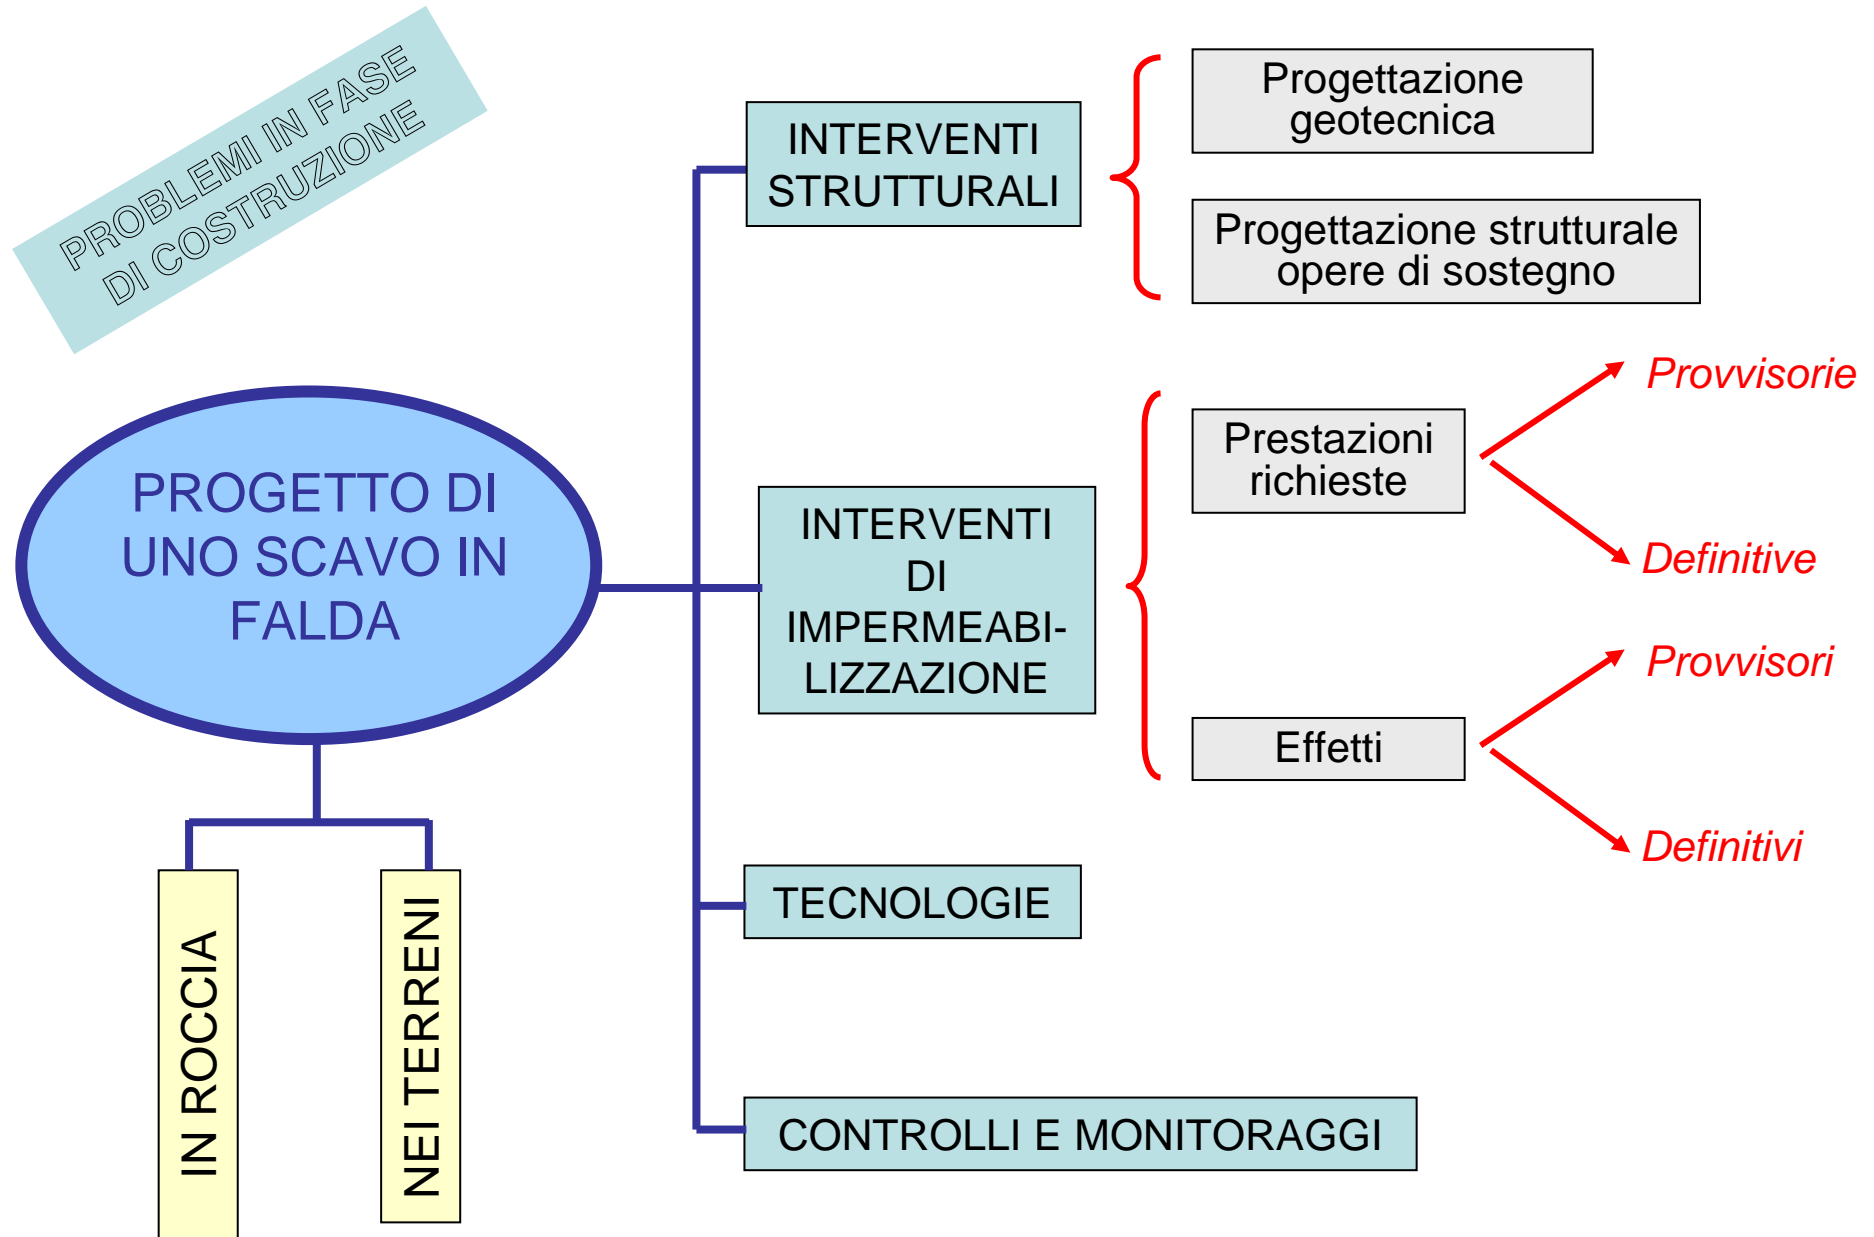 PROBLEMI IN FASE
DI COSTRUZIONE
PROGETTO DI
UNO SCAVO IN
FALDA
IN ROCCIA
NEI TERRENI
INTERVENTI
STRUTTURALI
Progettazione
geotecnica
Progettazione strutturale
opere di sostegno
INTERVENTI
DI
IMPERMEABI-
LIZZAZIONE
Prestazioni
richieste
Provvisorie
Definitive
Effetti
Provvisori
Definitivi
TECNOLOGIE
CONTROLLI E MONITORAGGI